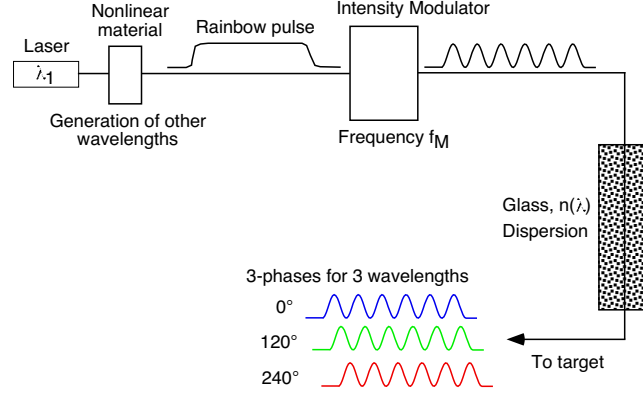 Nonlinear
material
Intensity Modulator
Laser
Rainbow pulse
λ1
Generation of other
wavelengths
Frequency fM
Glass, n(λ)
Dispersion
3-phases for 3 wavelengths
0°
120°
240°
To target